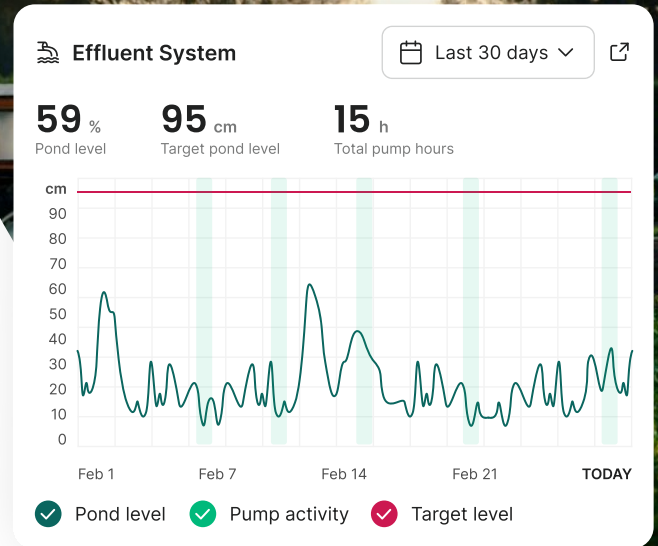 Effluent System
Last 30 days
59 %
Pond level
95 cm
Target pond level
15 h
Total pump hours
cm
90
80
70
60
50
40
30
20
10
0
Feb 1
Feb 7
Feb 14
Feb 21
TODAY
Pond level
Pump activity
Target level